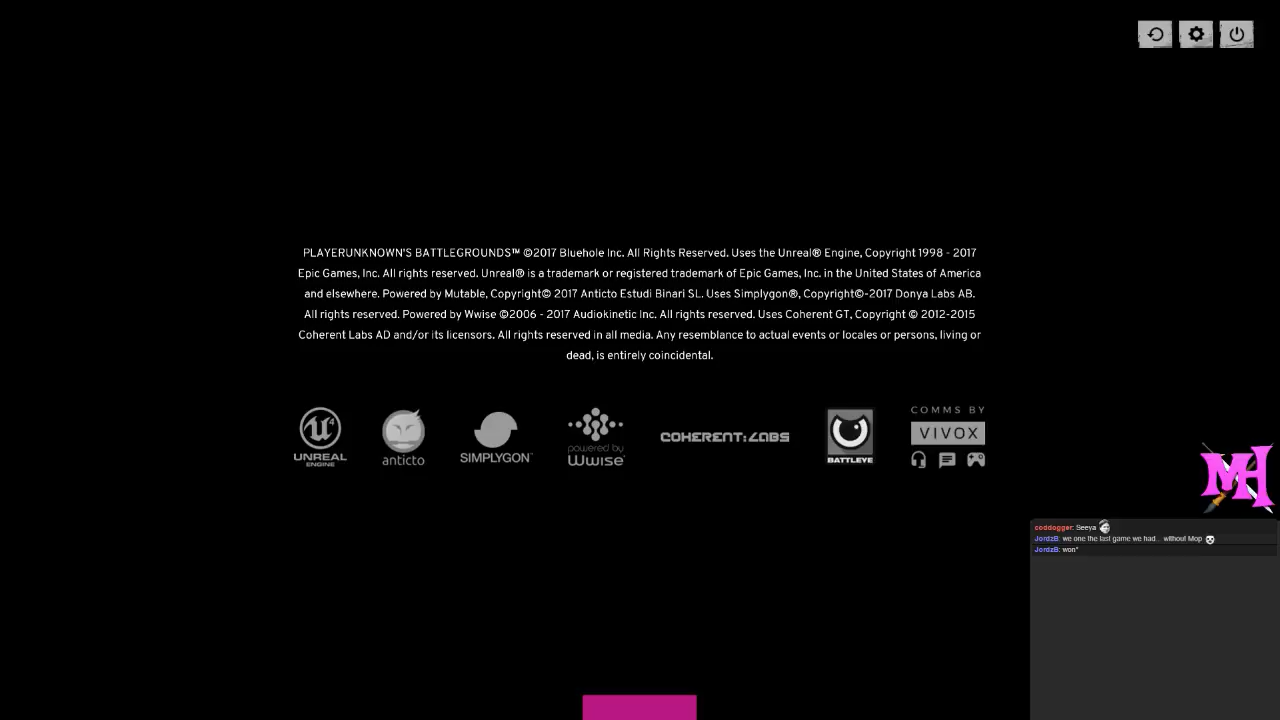 PLAYERUNKNOWN'S BATTLEGROUNDS™ ©2017 Bluehole Inc. All Rights Reserved. Uses the Unreal® Engine, Copyright 1998 - 2017
Epic Games, Inc. All rights reserved. Unreal® is a trademark or registered trademark of Epic Games, Inc. in the United States of America
and elsewhere. Powered by Mutable, Copyright© 2017 Anticto Estudi Binari SL. Uses Simplygon®, Copyright©-2017 Donya Labs AB.
All rights reserved. Powered by Wwise ©2006 - 2017 Audiokinetic Inc. All rights reserved. Uses Coherent GT, Copyright © 2012-2015
Coherent Labs AD and/or its licensors. All rights reserved in all media. Any resemblance to actual events or locales or persons, living or
dead, is entirely coincidental.
UNREAL
ENGINE
4
anticto
SIMPLYGON
powered by
Wwise
COHERENT:LABS
BATTLEYE
COMMS BY
VIVOX
MH
coddogger: Seeya
JordzB: we one the last game we had... without Mop
JordzB: won*